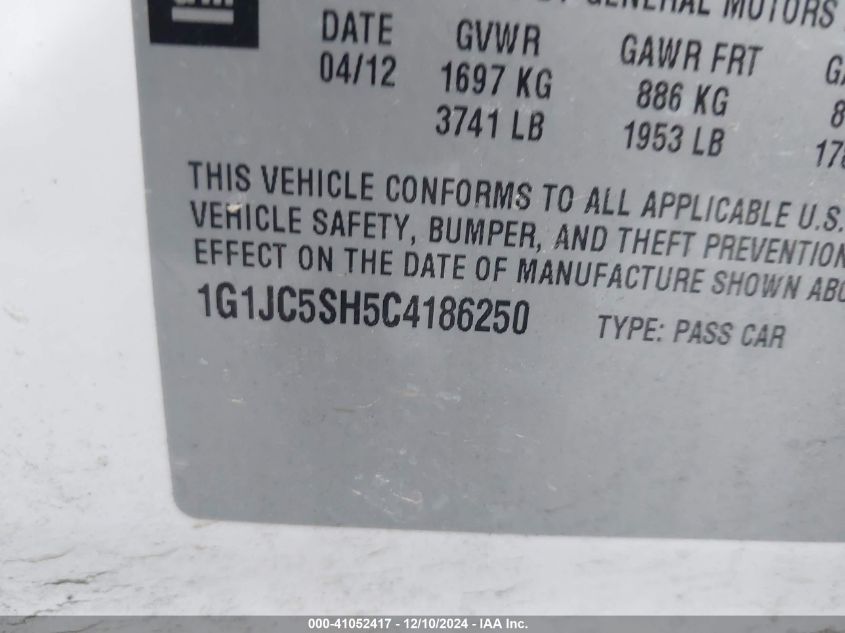 GENERAL MOTORS
DATE GVWR GAWR FRT
04/12 1697 KG 886 KG
3741 LB 1953 LB
THIS VEHICLE CONFORMS TO ALL APPLICABLE U.S.
VEHICLE SAFETY, BUMPER, AND THEFT PREVENTION
EFFECT ON THE DATE OF MANUFACTURE SHOWN
1G1JC5SH5C4186250 TYPE: PASS CAR
000-41052417 - 12/10/2024 - IAA Inc.